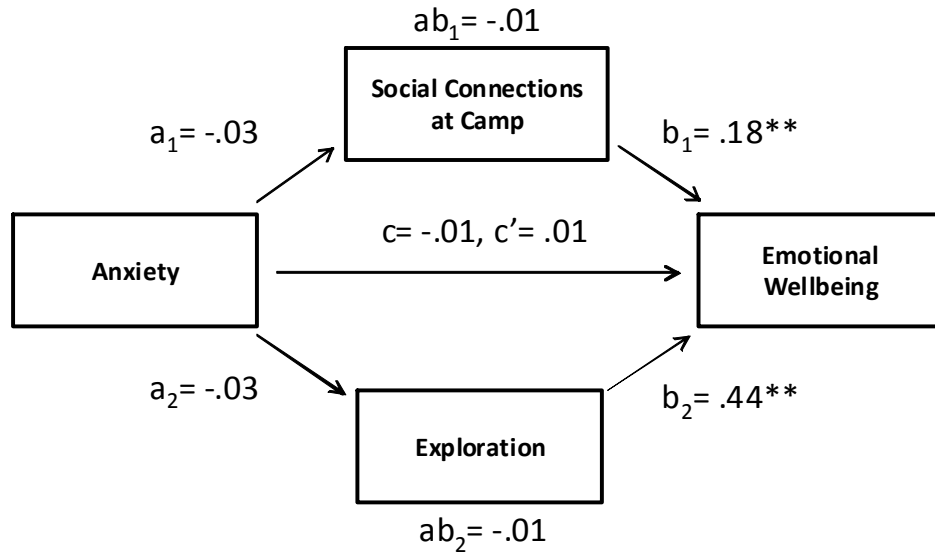 ab₁= -.01
Social Connections
at Camp
a₁= -.03
b₁= .18**
c= -.01, c’= .01
Anxiety
Emotional
Wellbeing
a₂= -.03
b₂= .44**
Exploration
ab₂= -.01